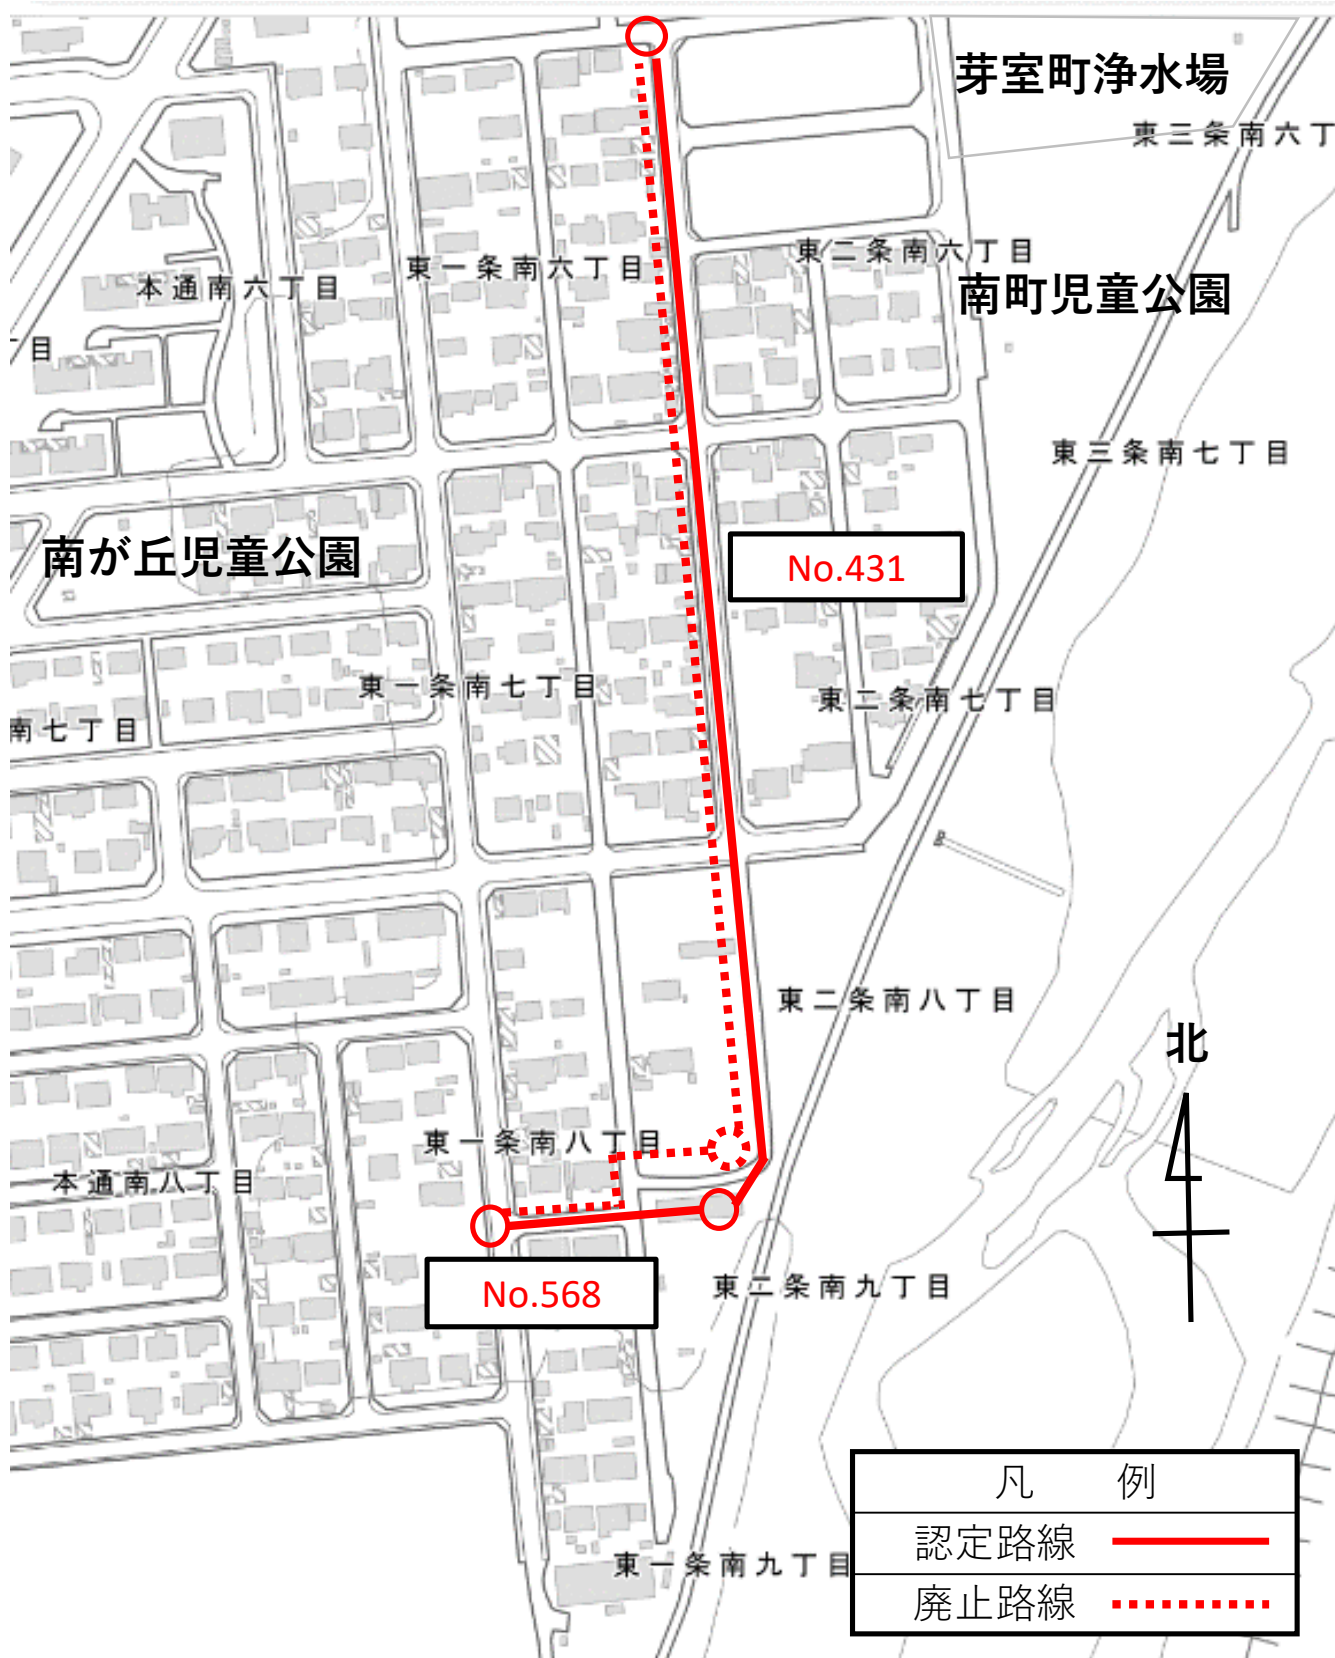 芽室町浄水場
東三条南六丁
東二条南六丁目
東一条南六丁目
本通南六丁目
南町児童公園
目
東三条南七丁目
南が丘児童公園
No.431
東一条南七丁目
東二条南七丁目
南七丁目
東二条南八丁目
北
東一条南八丁目
本通南八丁目
No.568
東二条南九丁目
東一条南九丁目
凡 例
認定路線
廃止路線